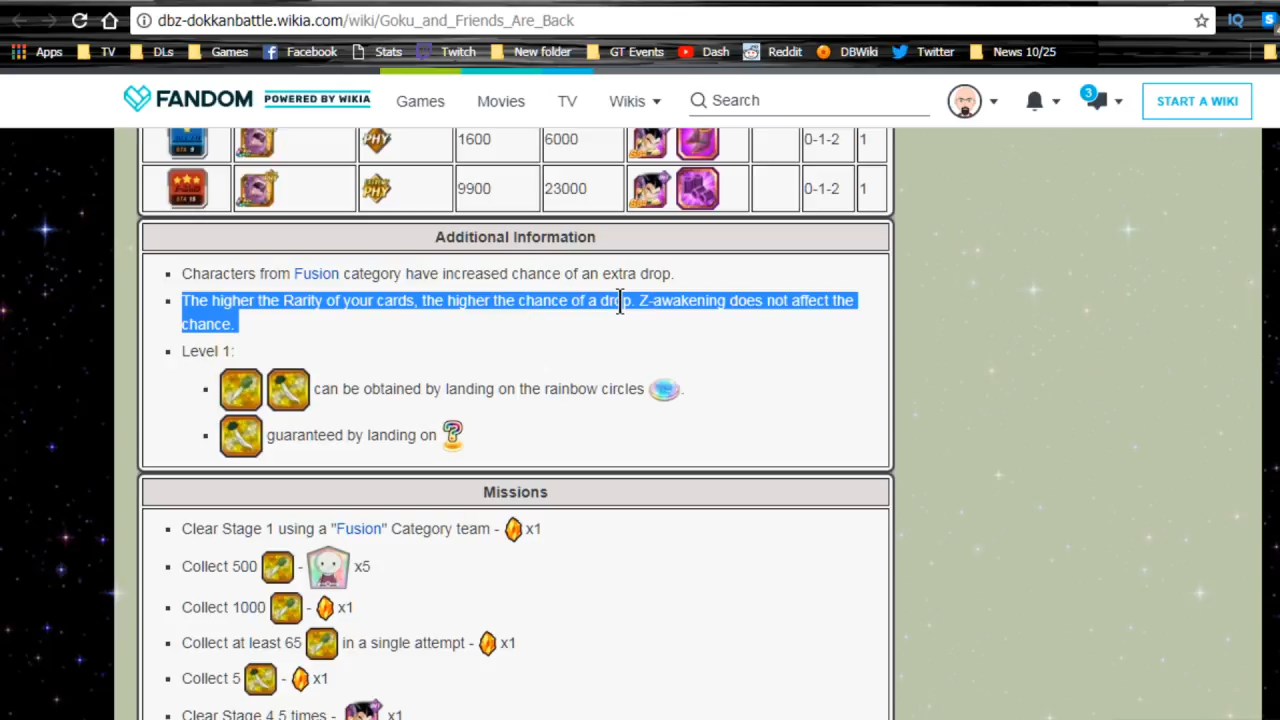 dbz-dokkanbattle.wikia.com/wiki/Goku_and_Friends_Are_Back
Apps TV DLs Games Facebook Stats Twitch New folder GT Events Dash Reddit DBWiki Twitter News 10/25
FANDOM POWERED BY WIKIA Games Movies TV Wikis Search 3 START A WIKI
1600 6000 0-1-2 1
PHY 9900 23000 0-1-2 1
Additional Information
Characters from Fusion category have increased chance of an extra drop.
The higher the Rarity of your cards, the higher the chance of a drop. Z-awakening does not affect the
chance.
Level 1:
can be obtained by landing on the rainbow circles .
guaranteed by landing on
Missions
Clear Stage 1 using a "Fusion" Category team - x1
Collect 500 - x5
Collect 1000 - x1
Collect at least 65 in a single attempt - x1
Collect 5 - x1
Clear Stage 4 5 times - x1